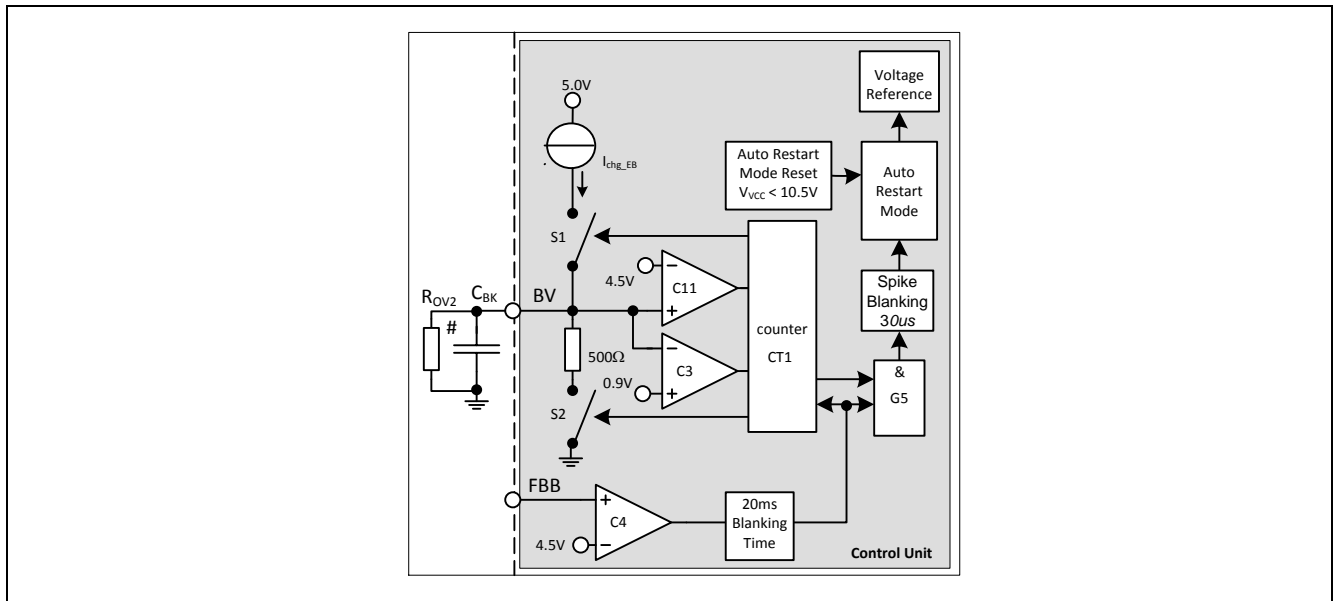 Voltage
Reference
5.0V
Ichg_EB
Auto Restart
Mode Reset
VVCC < 10.5V
Auto
Restart
Mode
S1
4.5V
C11
Spike
Blanking
30us
ROV2
#
CBK
BV
500Ω
C3
0.9V
counter
CT1
&
G5
S2
FBB
C4
4.5V
20ms
Blanking
Time
Control Unit